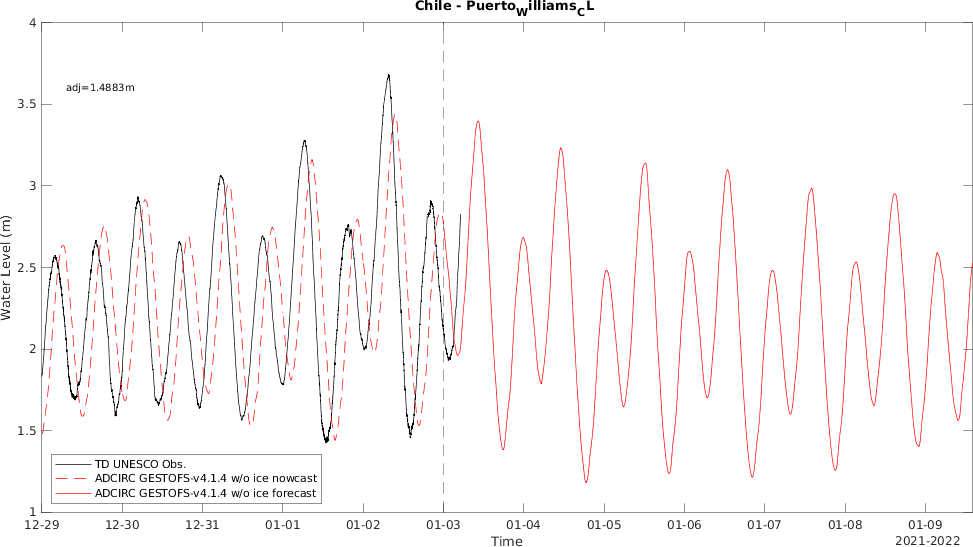 Chile - PuertoWilliamsCL
4
3.5
3
2.5
2
1.5
1
Water Level (m)
adj=1.4883m
TD UNESCO Obs.
ADCIRC GESTOFS-v4.1.4 w/o ice nowcast
ADCIRC GESTOFS-v4.1.4 w/o ice forecast
12-29 12-30 12-31 01-01 01-02 01-03 01-04 01-05 01-06 01-07 01-08 01-09
Time
2021-2022